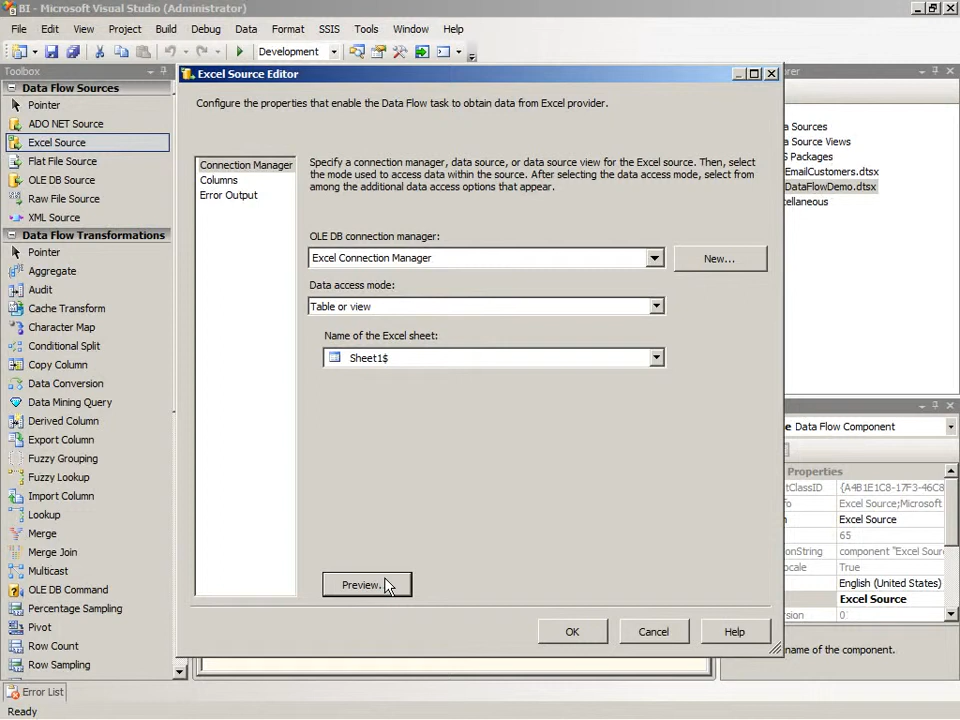 BI - Microsoft Visual Studio (Administrator)
File Edit View Project Build Debug Data Format SSIS Tools Window Help
Development
Toolbox
Data Flow Sources
Pointer
ADO NET Source
Excel Source
Flat File Source
OLE DB Source
Raw File Source
XML Source
Data Flow Transformations
Pointer
Aggregate
Audit
Cache Transform
Character Map
Conditional Split
Copy Column
Data Conversion
Data Mining Query
Derived Column
Export Column
Fuzzy Grouping
Fuzzy Lookup
Import Column
Lookup
Merge
Merge Join
Multicast
OLE DB Command
Percentage Sampling
Pivot
Row Count
Row Sampling
Error List
Ready
Excel Source Editor
Configure the properties that enable the Data Flow task to obtain data from Excel provider.
Connection Manager
Columns
Error Output
Specify a connection manager, data source, or data source view for the Excel source. Then, select
the mode used to access data within the source. After selecting the data access mode, select from
among the additional data access options that appear.
OLE DB connection manager:
Excel Connection Manager
New...
Data access mode:
Table or view
Name of the Excel sheet:
Sheet1$
Preview..
OK Cancel Help
rer
a Sources
a Source Views
S Packages
EmailCustomers.dtsx
DataFlowDemo.dtsx
ellaneous
e Data Flow Component
Properties
tClassID {A4B1E1C8-17F3-46C8
fo Excel Source;Microsoft
n Excel Source
65
onString component "Excel Sour
ocale True
English (United States)
Excel Source
rsion 0
name of the component.